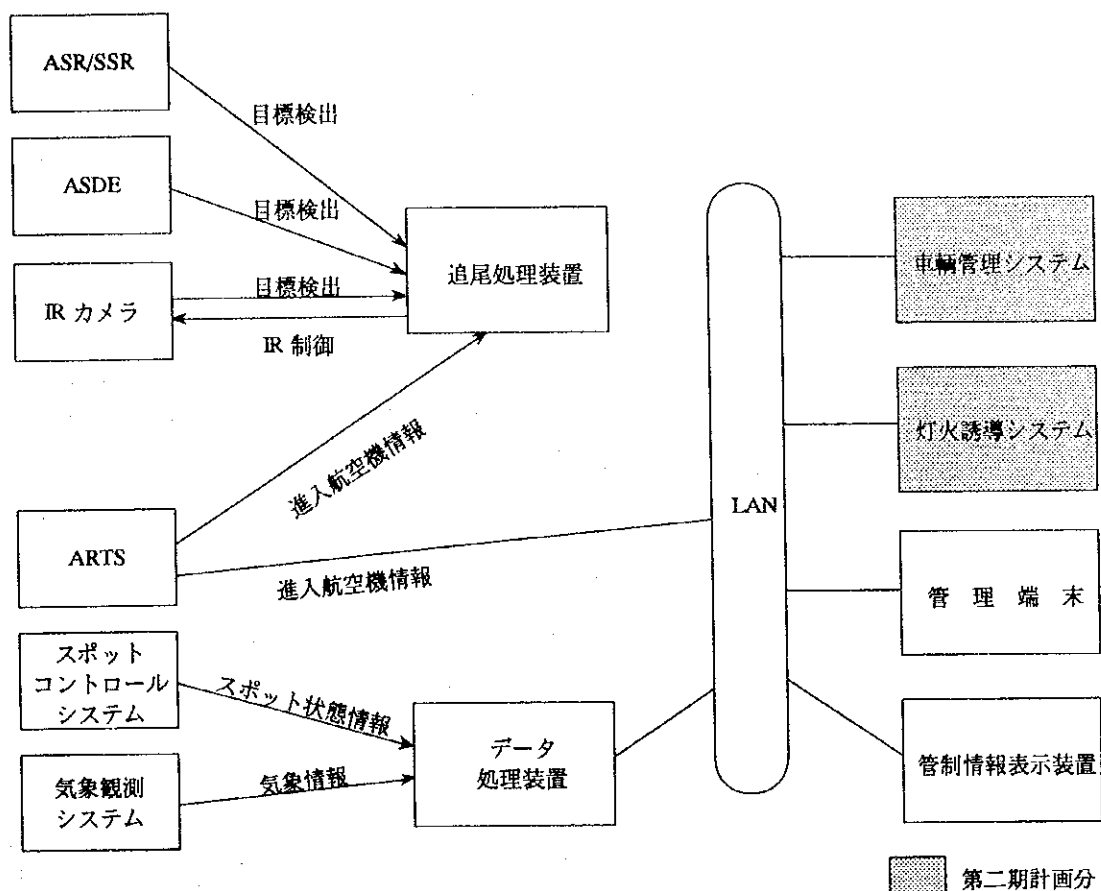 ASR/SSR
目標検出
ASDE
目標検出
追尾処理装置
IR カメラ
目標検出
IR 制御
進入航空機情報
ARTS
進入航空機情報
スポット
コントロール
システム
スポット状態情報
気象観測
システム
気象情報
データ
処理装置
LAN
車輌管理システム
灯火誘導システム
管 理 端 末
管制情報表示装置
第二期計画分